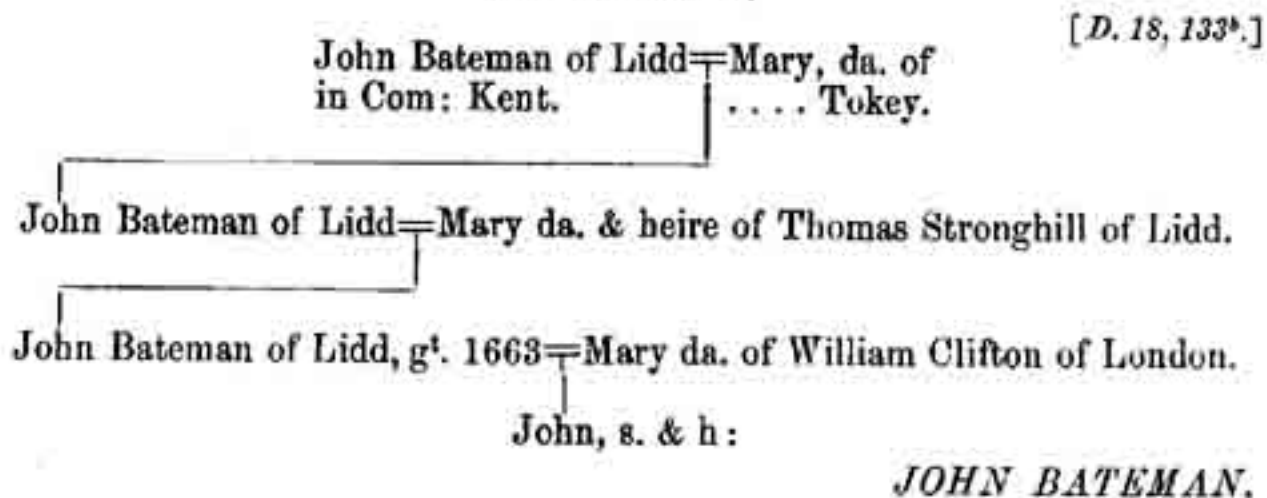 [D. 18, 133ᵇ.]
John Bateman of Lidd=Mary, da. of
in Com: Kent. . . . . Tokey.
John Bateman of Lidd=Mary da. & heire of Thomas Stronghill of Lidd.
John Bateman of Lidd, gᵗ. 1663=Mary da. of William Clifton of London.
John, s. & h:
JOHN BATEMAN.